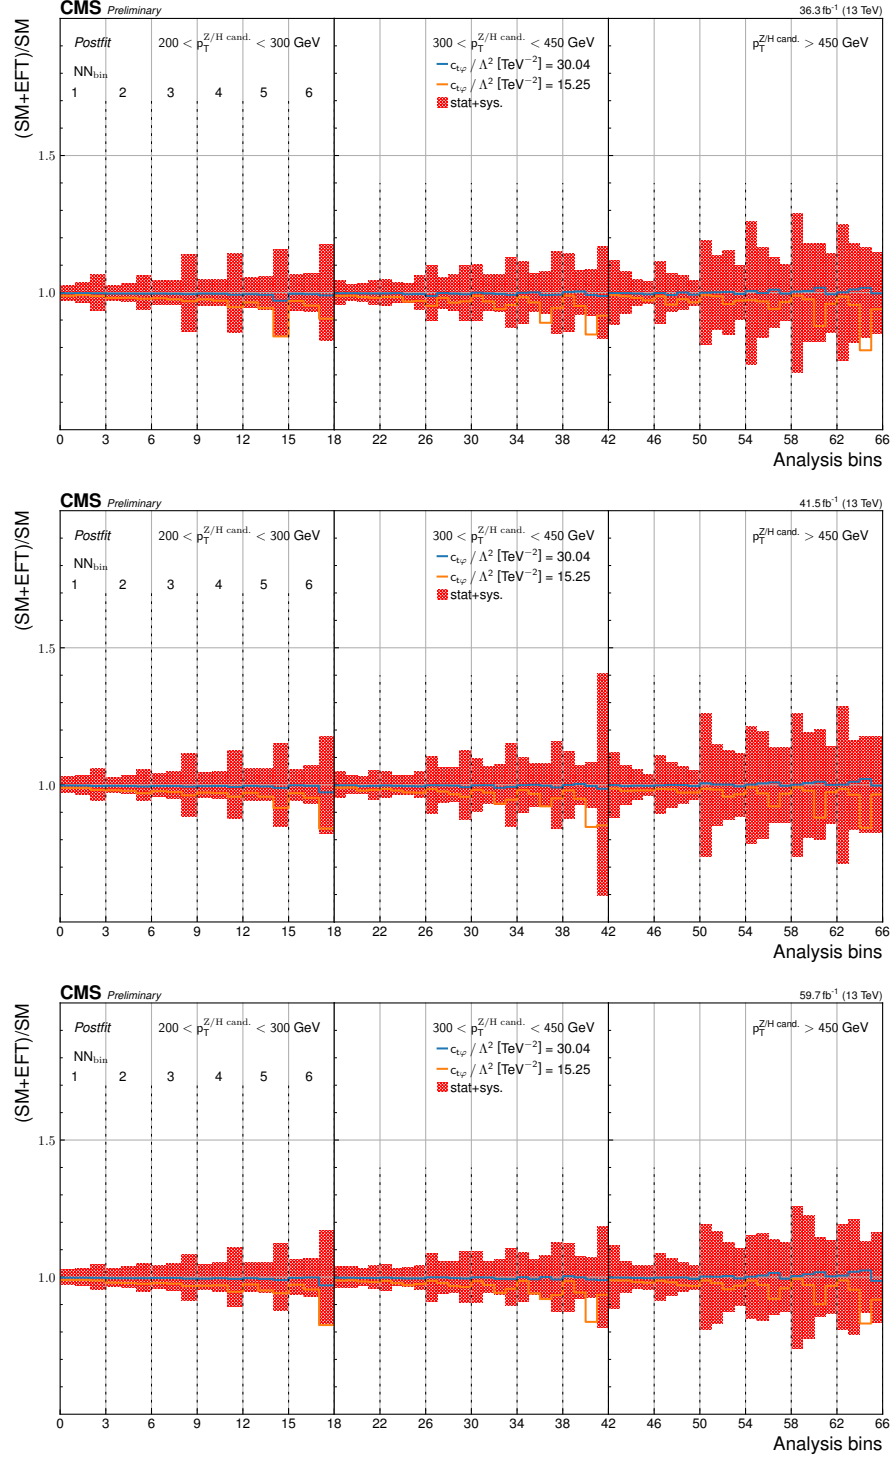 CMS Preliminary 36.3 fb⁻¹ (13 TeV)
(SM+EFT)/SM
Postfit 200 < p_T^{Z/H cand.} < 300 GeV 300 < p_T^{Z/H cand.} < 450 GeV p_T^{Z/H cand.} > 450 GeV
NN_bin
c_{tφ} / Λ² [TeV⁻²] = 30.04
c_{tφ} / Λ² [TeV⁻²] = 15.25
stat+sys.
1 2 3 4 5 6
1.5
1.0
0 3 6 9 12 15 18 22 26 30 34 38 42 46 50 54 58 62 66
Analysis bins
CMS Preliminary 41.5 fb⁻¹ (13 TeV)
(SM+EFT)/SM
Postfit 200 < p_T^{Z/H cand.} < 300 GeV 300 < p_T^{Z/H cand.} < 450 GeV p_T^{Z/H cand.} > 450 GeV
NN_bin
c_{tφ} / Λ² [TeV⁻²] = 30.04
c_{tφ} / Λ² [TeV⁻²] = 15.25
stat+sys.
1 2 3 4 5 6
1.5
1.0
0 3 6 9 12 15 18 22 26 30 34 38 42 46 50 54 58 62 66
Analysis bins
CMS Preliminary 59.7 fb⁻¹ (13 TeV)
(SM+EFT)/SM
Postfit 200 < p_T^{Z/H cand.} < 300 GeV 300 < p_T^{Z/H cand.} < 450 GeV p_T^{Z/H cand.} > 450 GeV
NN_bin
c_{tφ} / Λ² [TeV⁻²] = 30.04
c_{tφ} / Λ² [TeV⁻²] = 15.25
stat+sys.
1 2 3 4 5 6
1.5
1.0
0 3 6 9 12 15 18 22 26 30 34 38 42 46 50 54 58 62 66
Analysis bins